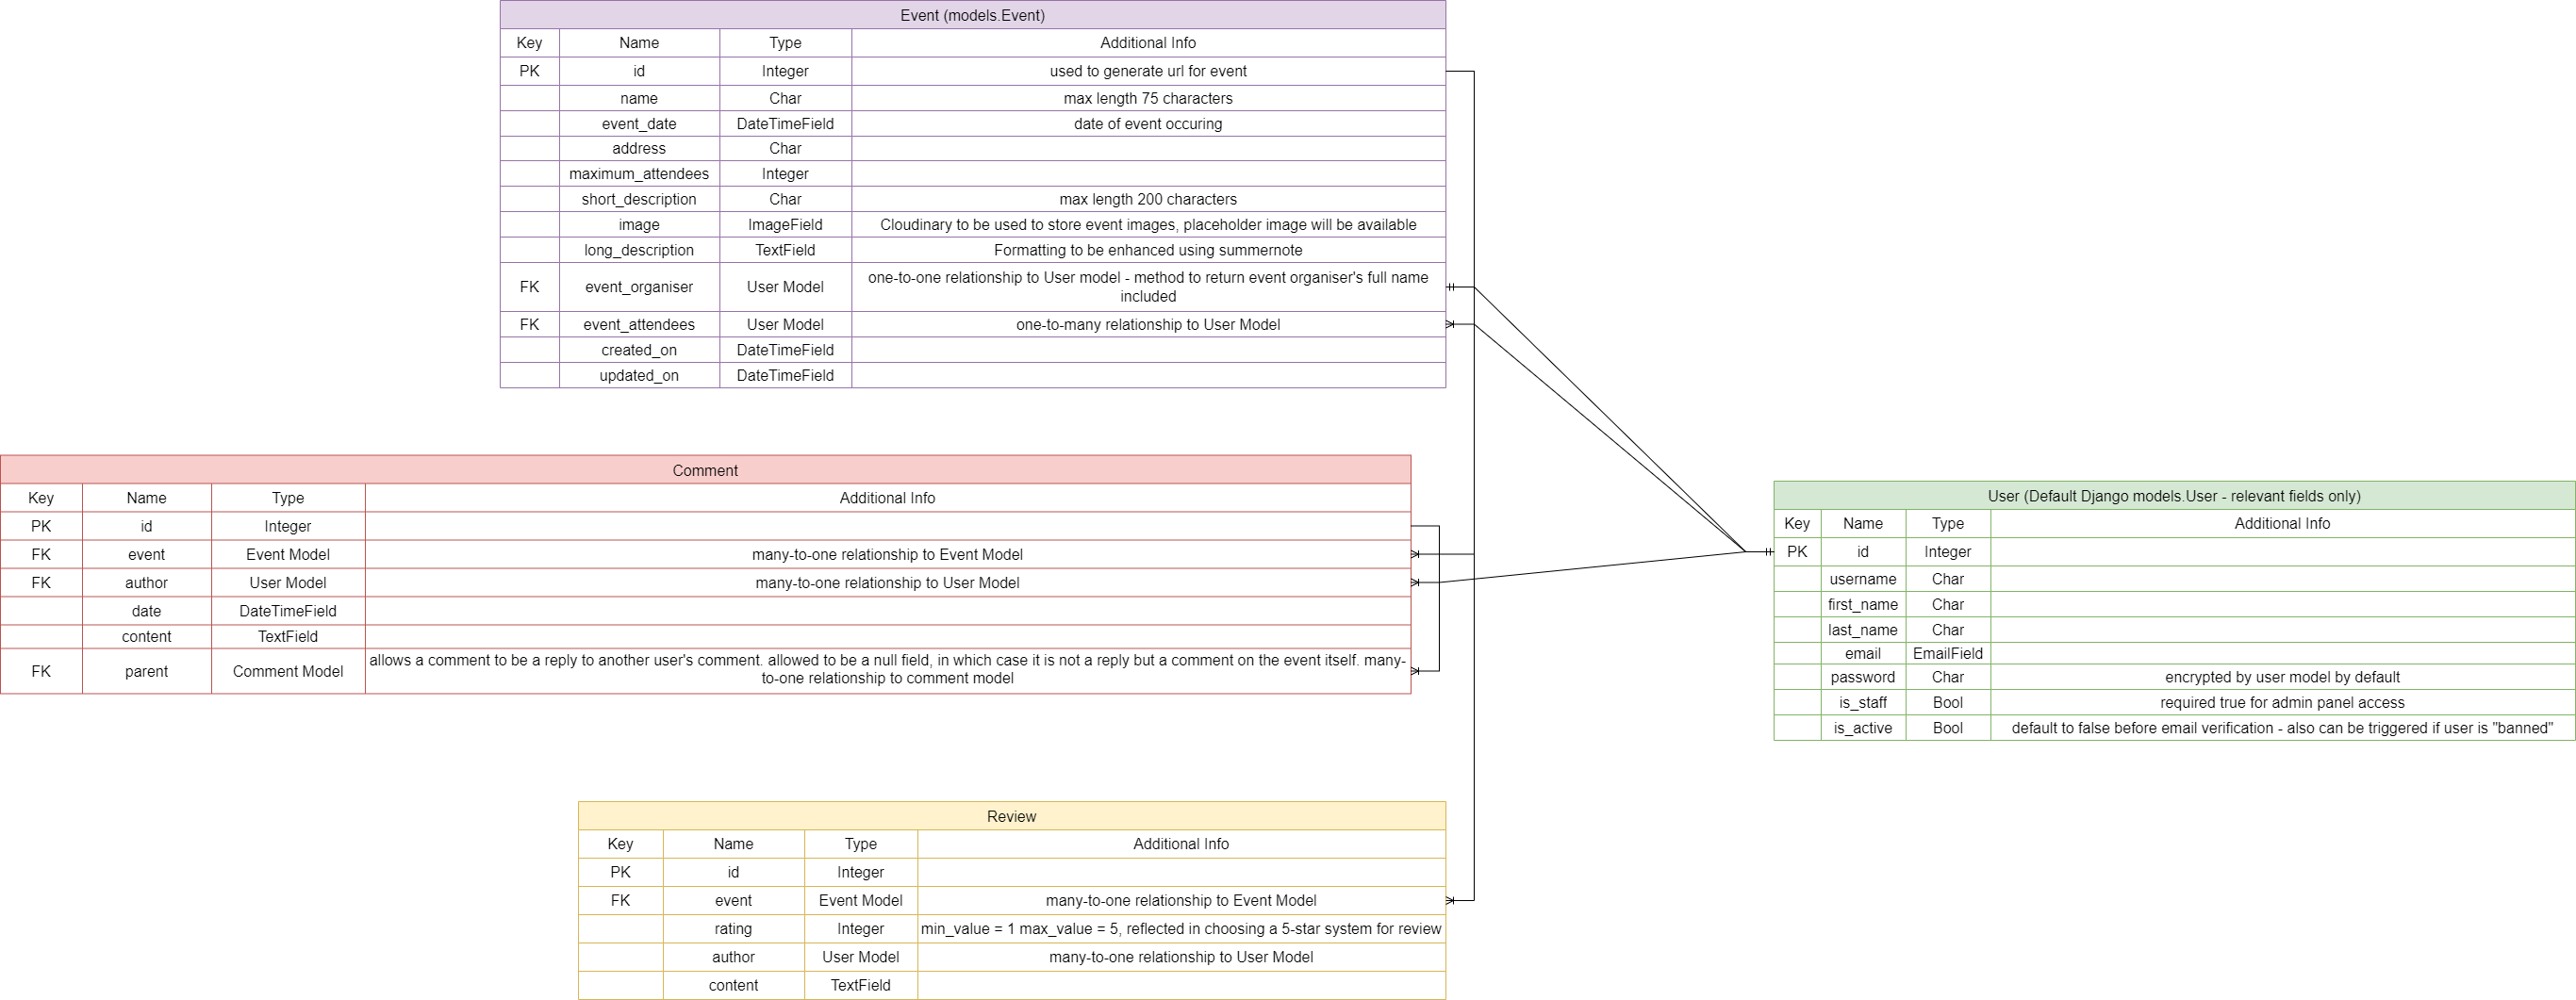 Event (models.Event)
Key Name Type Additional Info
PK id Integer used to generate url for event
name Char max length 75 characters
event_date DateTimeField date of event occuring
address Char
maximum_attendees Integer
short_description Char max length 200 characters
image ImageField Cloudinary to be used to store event images, placeholder image will be available
long_description TextField Formatting to be enhanced using summernote
FK event_organiser User Model one-to-one relationship to User model - method to return event organiser's full name
included
FK event_attendees User Model one-to-many relationship to User Model
created_on DateTimeField
updated_on DateTimeField
Comment
Key Name Type Additional Info
PK id Integer
FK event Event Model many-to-one relationship to Event Model
FK author User Model many-to-one relationship to User Model
date DateTimeField
content TextField
FK parent Comment Model allows a comment to be a reply to another user's comment. allowed to be a null field, in which case it is not a reply but a comment on the event itself. many-
to-one relationship to comment model
User (Default Django models.User - relevant fields only)
Key Name Type Additional Info
PK id Integer
username Char
first_name Char
last_name Char
email EmailField
password Char encrypted by user model by default
is_staff Bool required true for admin panel access
is_active Bool default to false before email verification - also can be triggered if user is "banned"
Review
Key Name Type Additional Info
PK id Integer
FK event Event Model many-to-one relationship to Event Model
rating Integer min_value = 1 max_value = 5, reflected in choosing a 5-star system for review
author User Model many-to-one relationship to User Model
content TextField